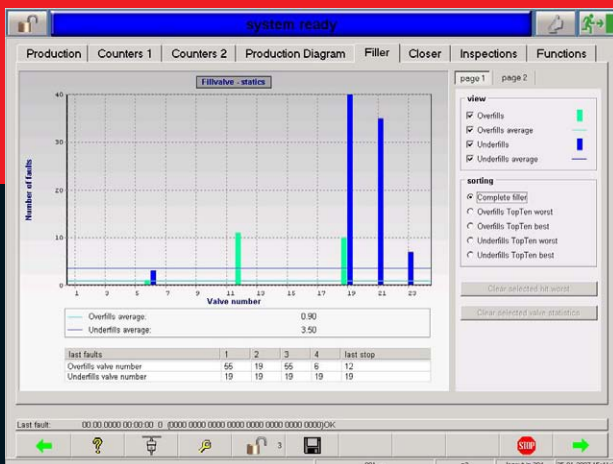 system ready
Production Counters 1 Counters 2 Production Diagram Filler Closer Inspections Functions
page 1 page 2
Fillvalve - statics
Number of faults
40
30
20
10
0
1 3 5 7 9 11 13 15 17 19 21 23
Valve number
Overfills average: 0.90
Underfills average: 3.50
last faults 1 2 3 4 last stop
Overfills valve number 55 19 55 6 12
Underfills valve number 19 19 19 19 19
view
Overfills
Overfills average
Underfills
Underfills average
sorting
Complete filler
Overfills TopTen worst
Overfills TopTen best
Underfills TopTen worst
Underfills TopTen best
Clear selected hit worst
Clear selected valve statistics
Last fault: 00.00.0000 00:00:00 0 (0000 0000 0000 0000 0000 0000 0000 0000)OK
? 3 STOP